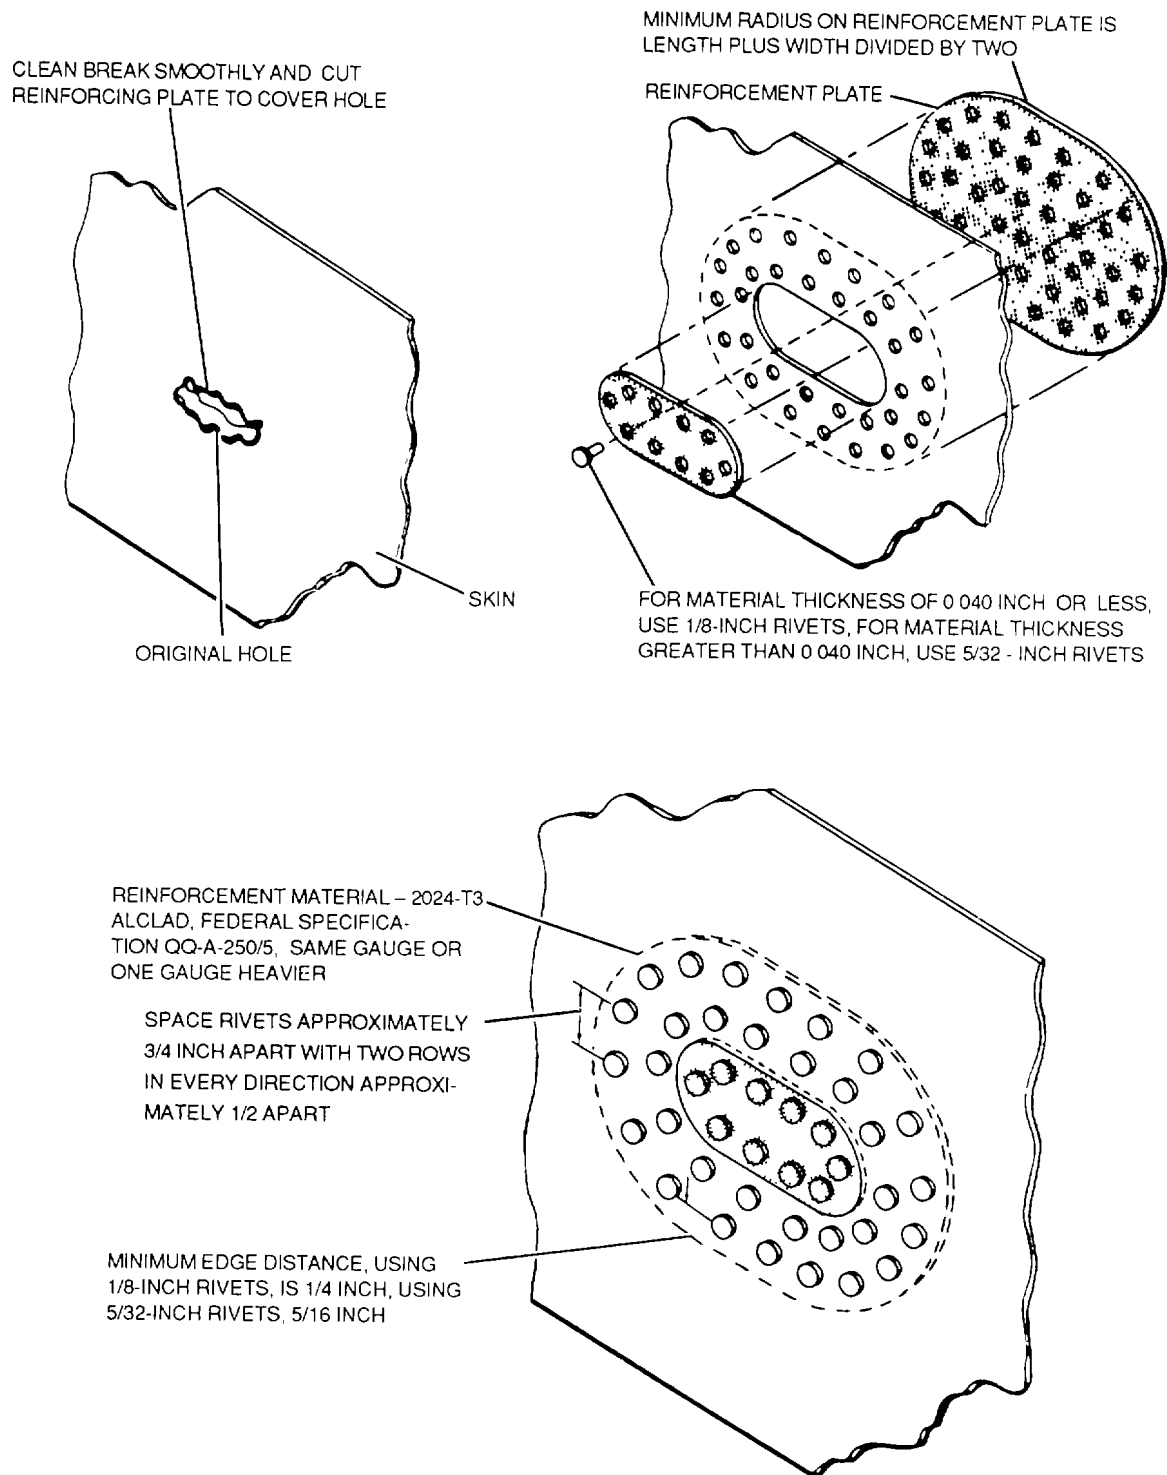 CLEAN BREAK SMOOTHLY AND CUT
REINFORCING PLATE TO COVER HOLE
ORIGINAL HOLE
SKIN
MINIMUM RADIUS ON REINFORCEMENT PLATE IS
LENGTH PLUS WIDTH DIVIDED BY TWO
REINFORCEMENT PLATE
FOR MATERIAL THICKNESS OF 0 040 INCH OR LESS,
USE 1/8-INCH RIVETS, FOR MATERIAL THICKNESS
GREATER THAN 0 040 INCH, USE 5/32 - INCH RIVETS
REINFORCEMENT MATERIAL – 2024-T3
ALCLAD, FEDERAL SPECIFICA-
TION QQ-A-250/5, SAME GAUGE OR
ONE GAUGE HEAVIER
SPACE RIVETS APPROXIMATELY
3/4 INCH APART WITH TWO ROWS
IN EVERY DIRECTION APPROXI-
MATELY 1/2 APART
MINIMUM EDGE DISTANCE, USING
1/8-INCH RIVETS, IS 1/4 INCH, USING
5/32-INCH RIVETS, 5/16 INCH